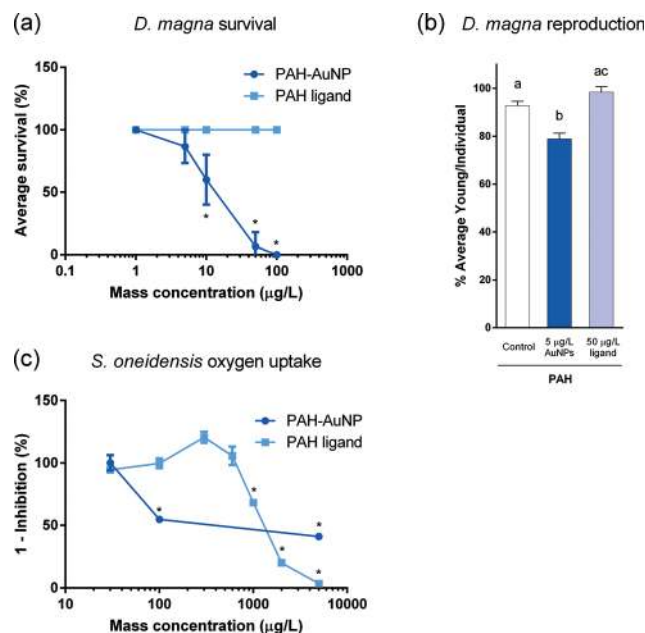 (a) D. magna survival
PAH-AuNP
PAH ligand
Average survival (%)
150
100
50
0
* * *
0.1 1 10 100 1000
Mass concentration (μg/L)
(b) D. magna reproduction
% Average Young/Individual
100
80
60
40
20
0
a b ac
Control 5 μg/L AuNPs 50 μg/L ligand
PAH
(c) S. oneidensis oxygen uptake
PAH-AuNP
PAH ligand
1 - Inhibition (%)
150
100
50
0
* * * * *
10 100 1000 10000
Mass concentration (μg/L)